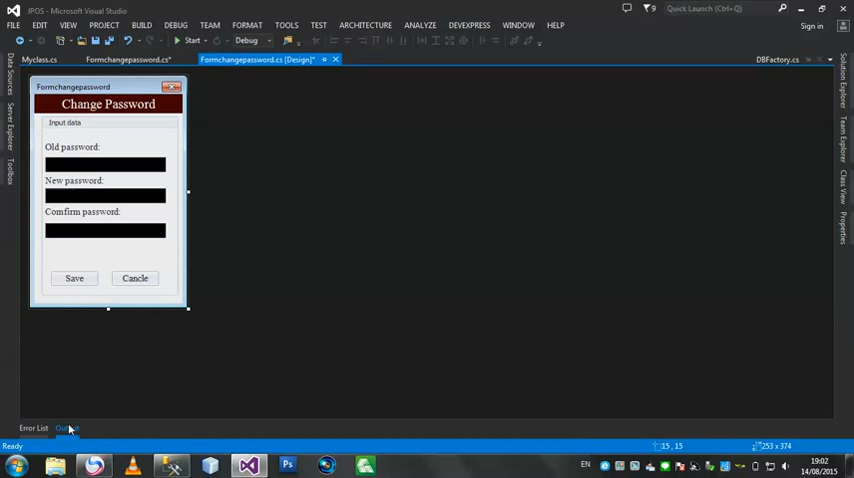 JPOS - Microsoft Visual Studio
9
Quick Launch (Ctrl+Q)
FILE EDIT VIEW PROJECT BUILD DEBUG TEAM FORMAT TOOLS TEST ARCHITECTURE ANALYZE DEVEXPRESS WINDOW HELP
Sign in
Start Debug
Myclass.cs Formchangepassword.cs* Formchangepassword.cs [Design]* DBFactory.cs
Data Sources
Server Explorer
Toolbox
Formchangepassword
Change Password
Input data
Old password:
New password:
Comfirm password:
Save Cancle
Solution Explorer
Team Explorer
Class View
Properties
Error List
Ready
15 , 15
253 x 374
Ps
EN
19:02
14/08/2015